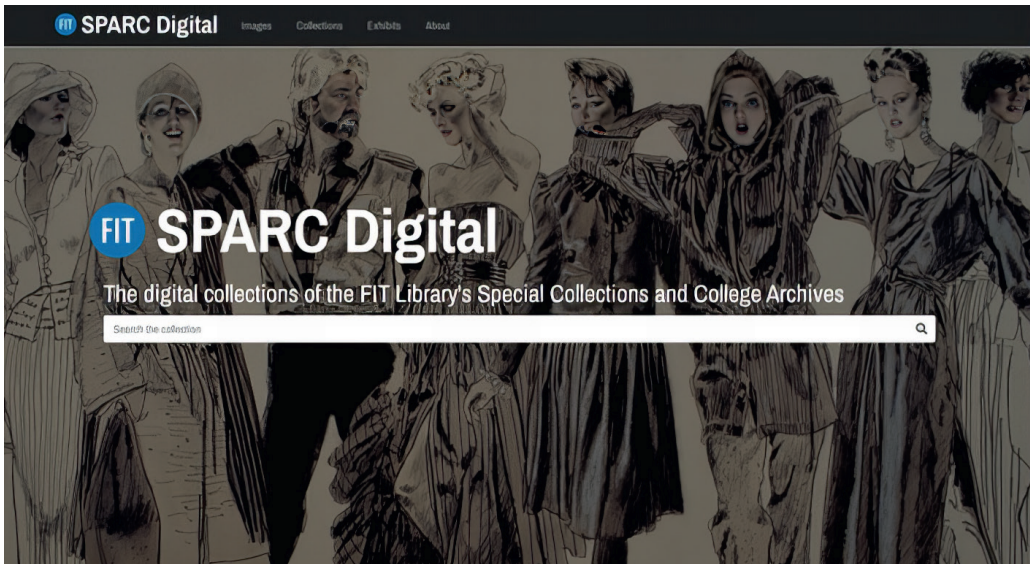 FIT SPARC Digital Images Collections Exhibits About
FIT SPARC Digital
The digital collections of the FIT Library's Special Collections and College Archives
Search the collection